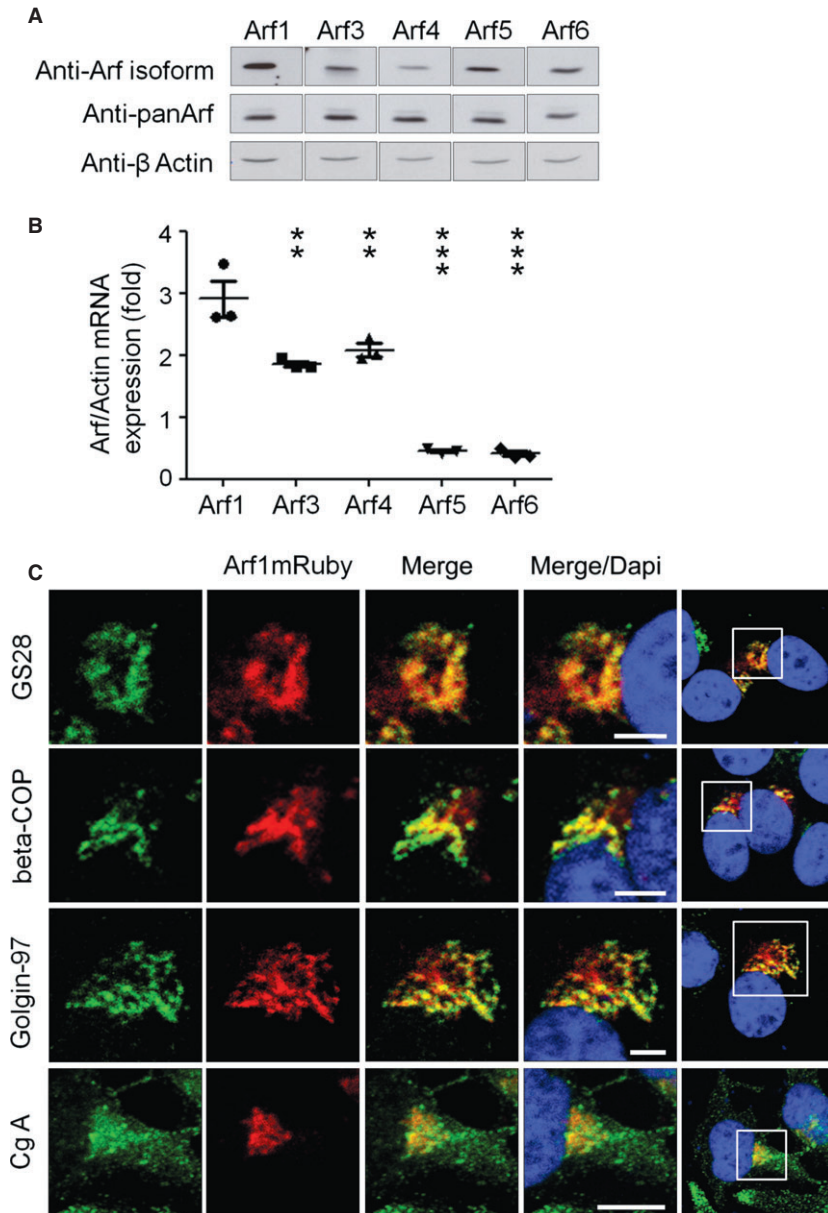 A
Arf1 Arf3 Arf4 Arf5 Arf6
Anti-Arf isoform
Anti-panArf
Anti-β Actin
B
Arf/Actin mRNA
expression (fold)
4
3
2
1
0
** ** *** ***
Arf1 Arf3 Arf4 Arf5 Arf6
C
Arf1mRuby Merge Merge/Dapi
GS28
beta-COP
Golgin-97
Cg A